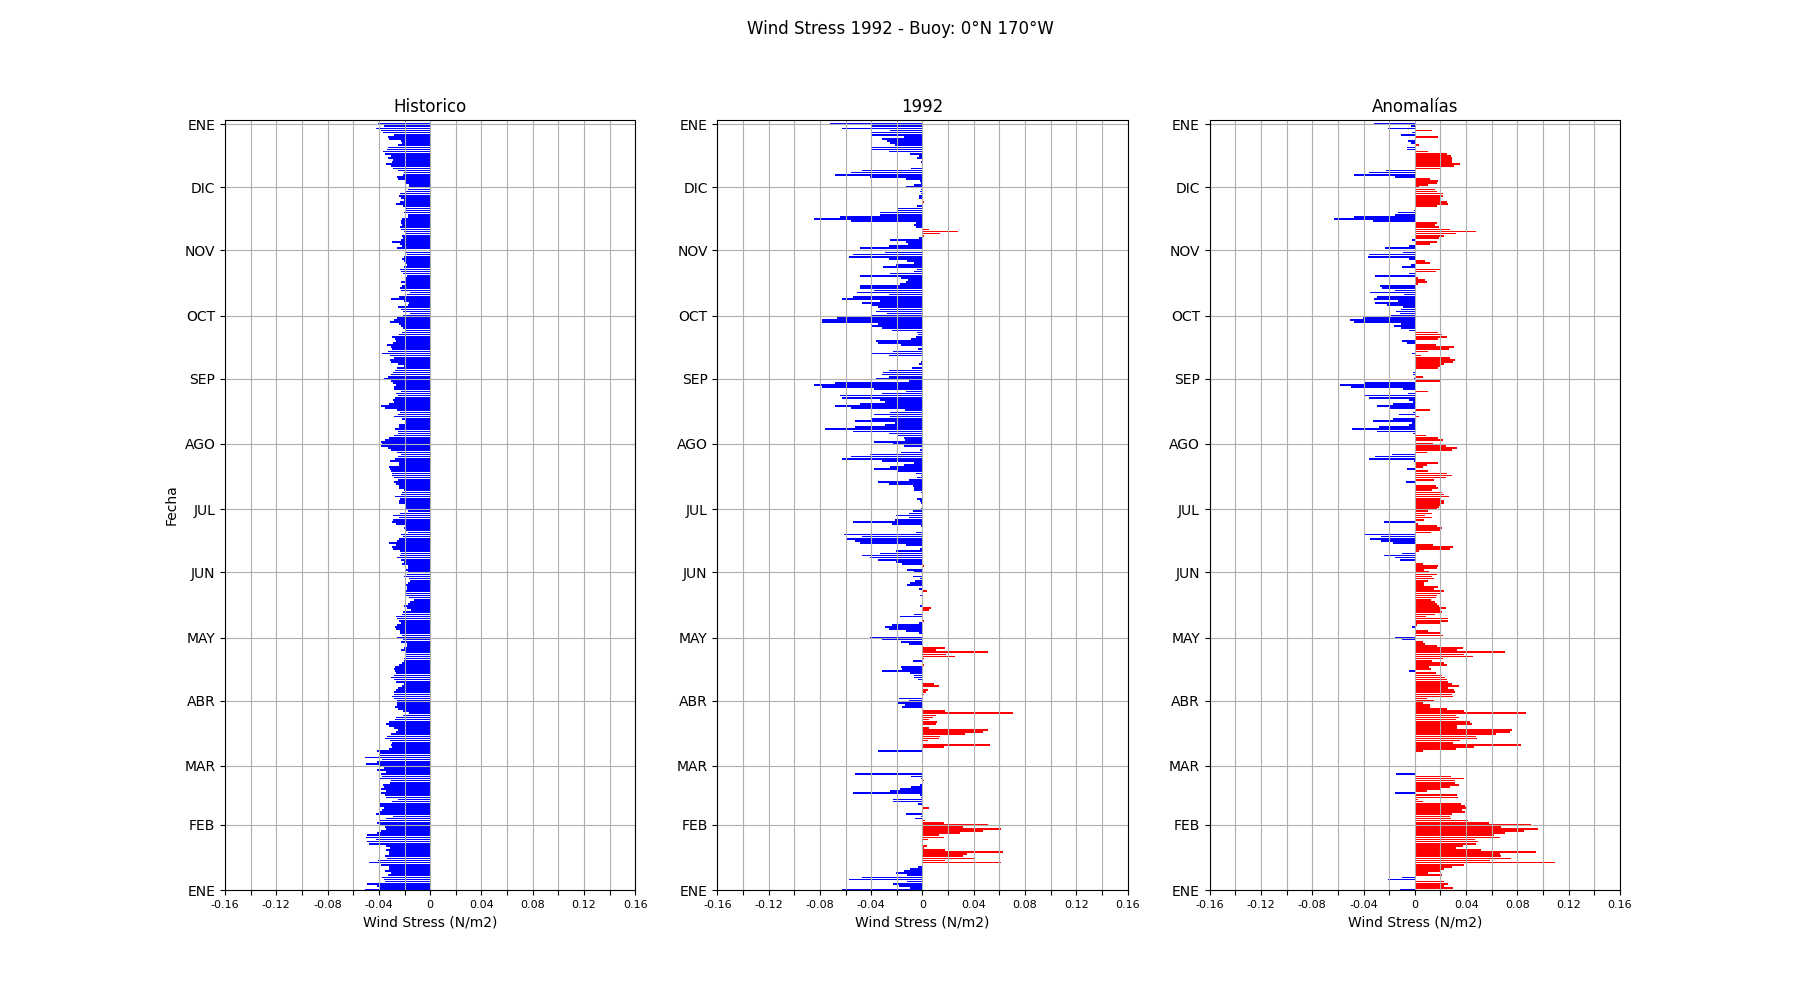 Wind Stress 1992 - Buoy: 0°N 170°W
Historico
1992
Anomalías
ENE
DIC
NOV
OCT
SEP
AGO
JUL
JUN
MAY
ABR
MAR
FEB
ENE
Fecha
-0.16 -0.12 -0.08 -0.04 0 0.04 0.08 0.12 0.16
Wind Stress (N/m2)
ENE
DIC
NOV
OCT
SEP
AGO
JUL
JUN
MAY
ABR
MAR
FEB
ENE
-0.16 -0.12 -0.08 -0.04 0 0.04 0.08 0.12 0.16
Wind Stress (N/m2)
ENE
DIC
NOV
OCT
SEP
AGO
JUL
JUN
MAY
ABR
MAR
FEB
ENE
-0.16 -0.12 -0.08 -0.04 0 0.04 0.08 0.12 0.16
Wind Stress (N/m2)